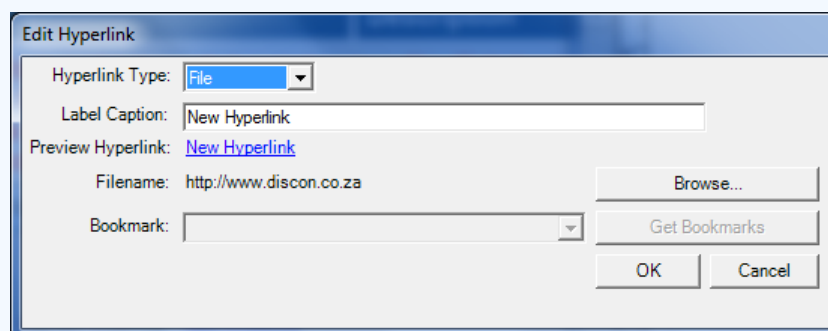 Edit Hyperlink
Hyperlink Type: File
Label Caption: New Hyperlink
Preview Hyperlink: New Hyperlink
Filename: http://www.discon.co.za Browse...
Bookmark: Get Bookmarks
OK Cancel